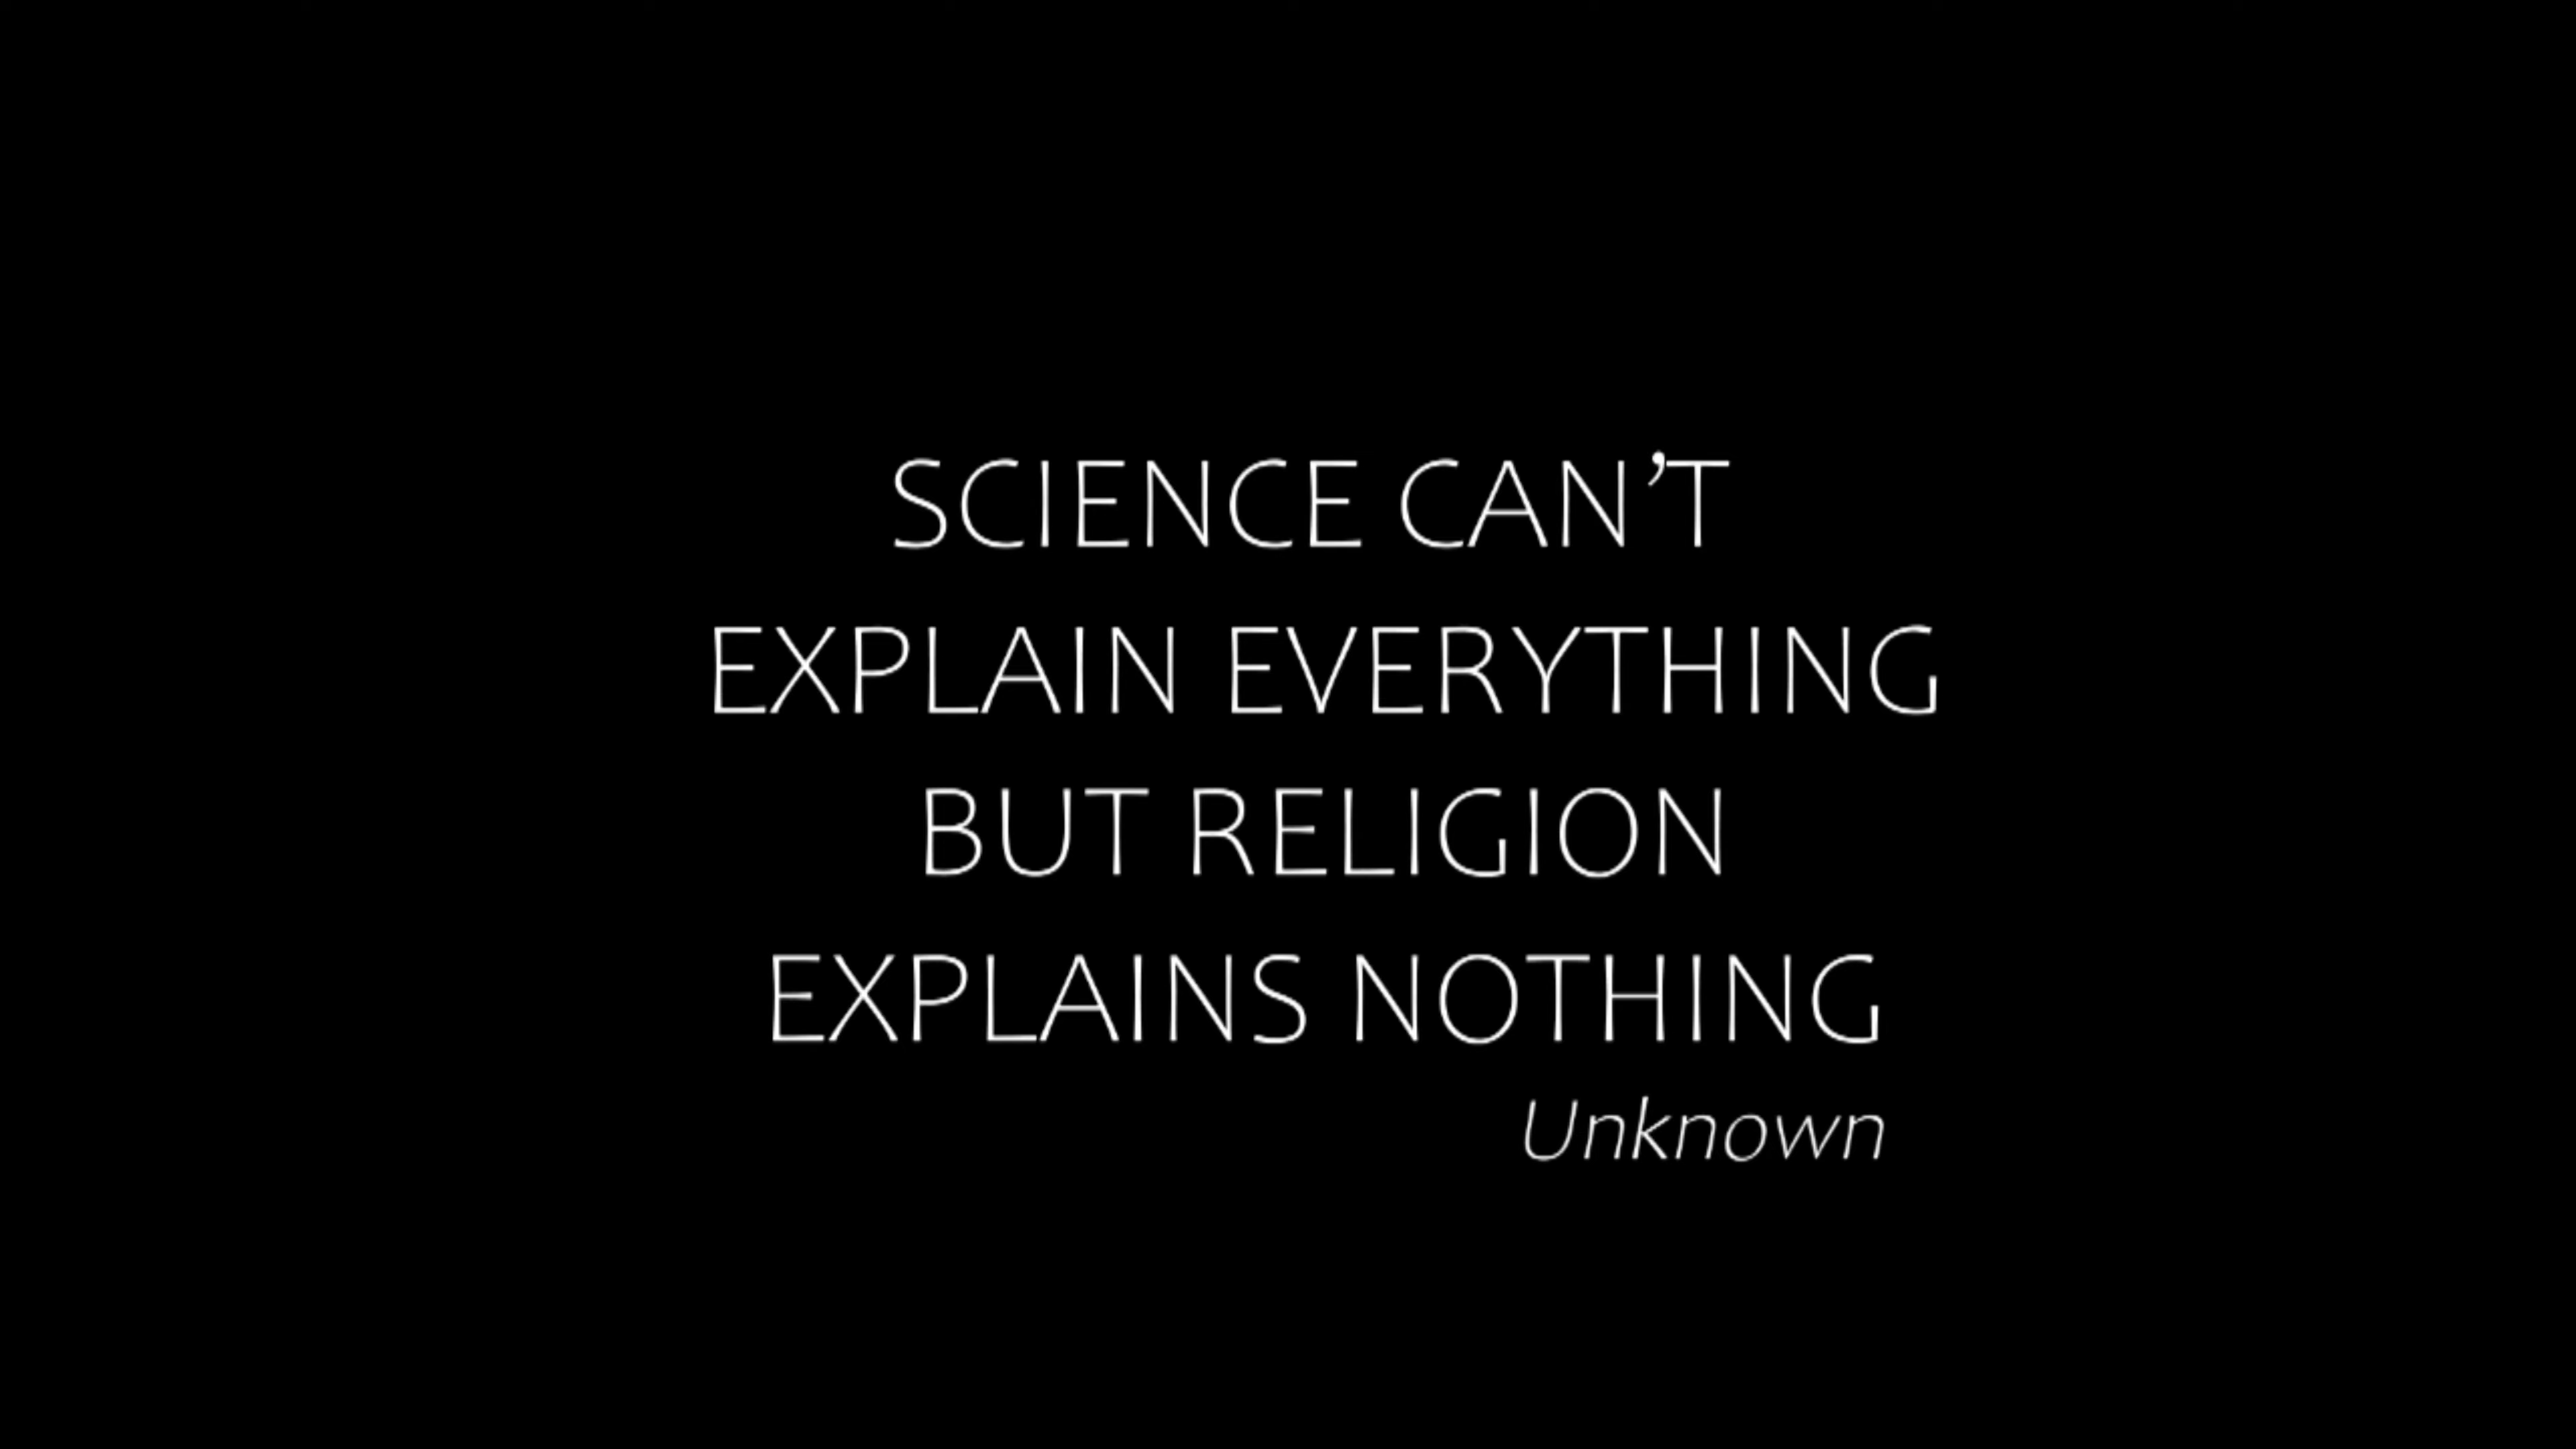 SCIENCE CAN’T
EXPLAIN EVERYTHING
BUT RELIGION
EXPLAINS NOTHING
Unknown